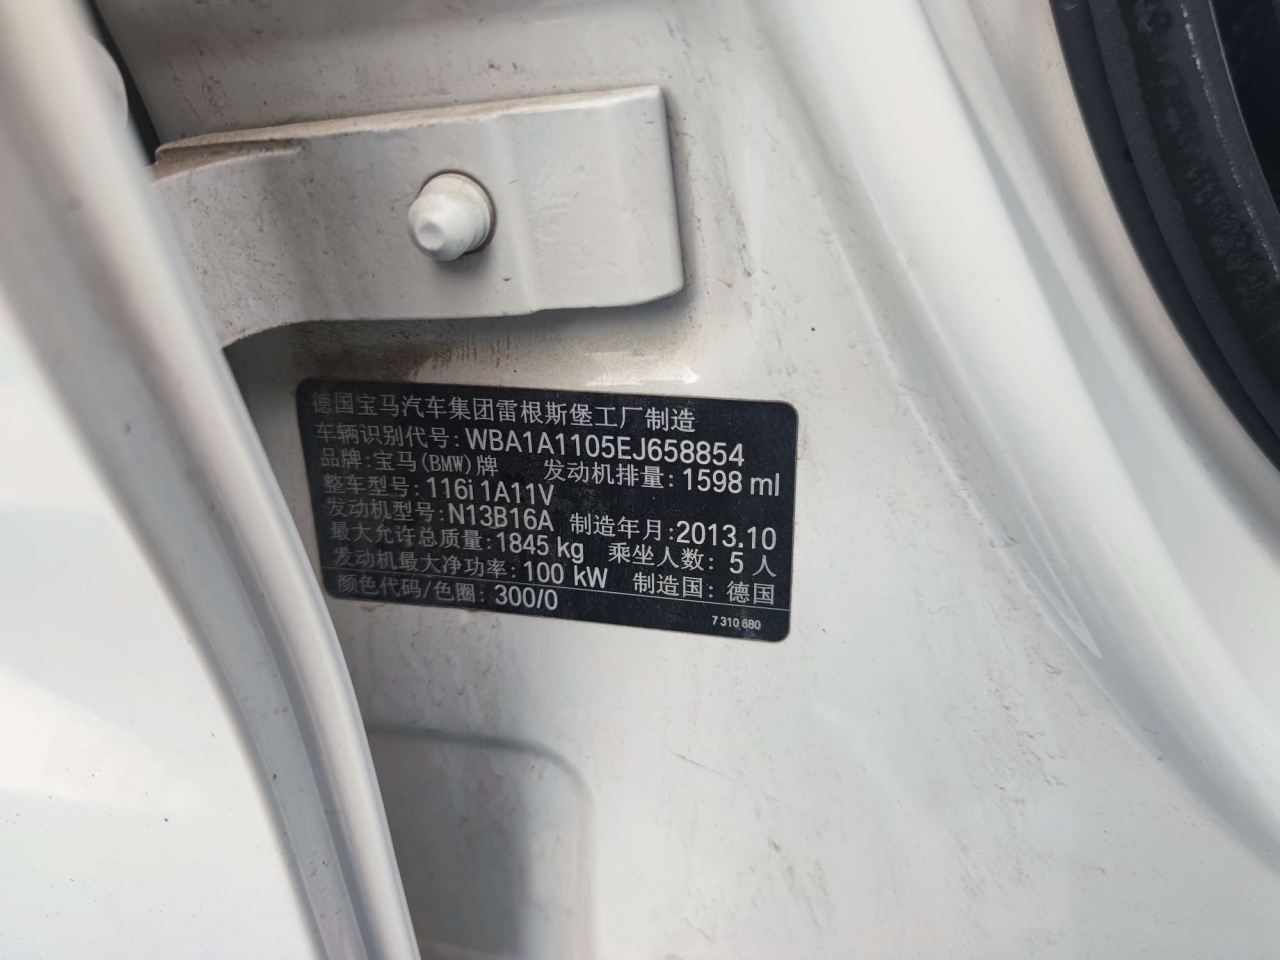 德国宝马汽车集团雷根斯堡工厂制造
车辆识别代号: WBA1A1105EJ658854
品牌: 宝马(BMW)牌 发动机排量: 1598 ml
整车型号: 116i 1A11V
发动机型号: N13B16A 制造年月: 2013.10
最大允许总质量: 1845 kg 乘坐人数: 5 人
发动机最大净功率: 100 kW 制造国: 德国
颜色代码/色圈: 300/0
7 310 680